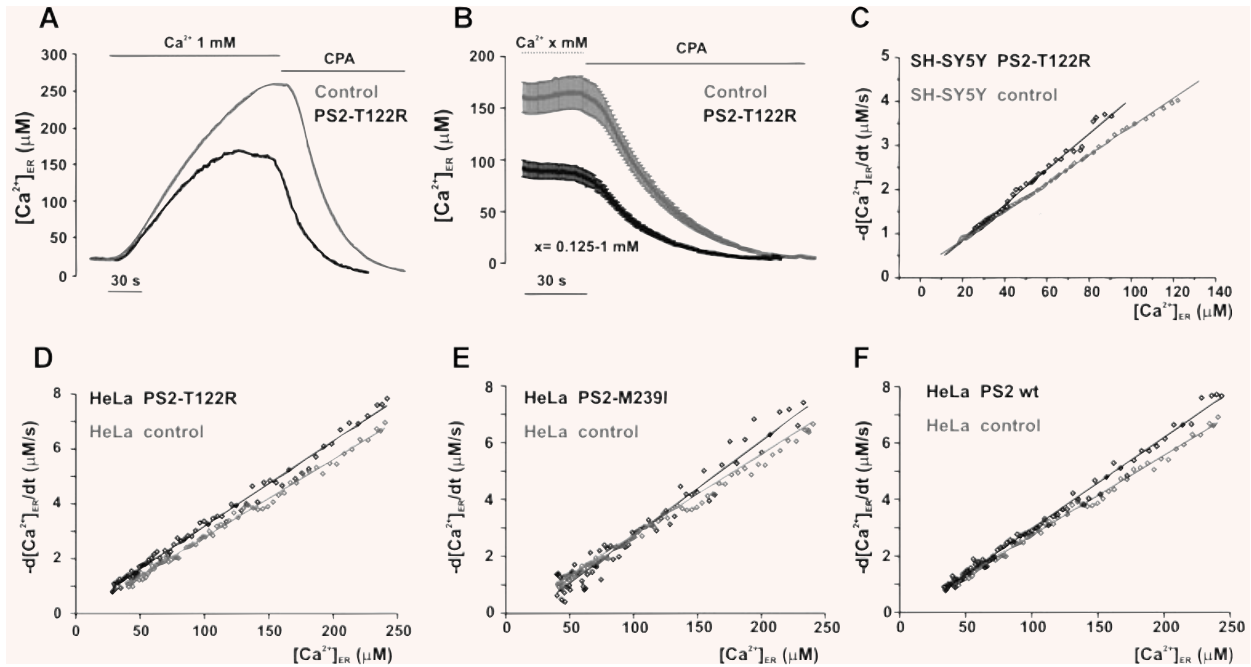 A
Ca²⁺ 1 mM
CPA
Control
PS2-T122R
[Ca²⁺]ER (μM)
300
250
200
150
100
50
0
30 s
B
Ca²⁺ x mM
CPA
Control
PS2-T122R
[Ca²⁺]ER (μM)
200
150
100
50
0
x= 0.125-1 mM
30 s
C
SH-SY5Y PS2-T122R
SH-SY5Y control
-d[Ca²⁺]ER/dt (μM/s)
5
4
3
2
1
0
0 20 40 60 80 100 120 140
[Ca²⁺]ER (μM)
D
HeLa PS2-T122R
HeLa control
-d[Ca²⁺]ER/dt (μM/s)
8
6
4
2
0
0 50 100 150 200 250
[Ca²⁺]ER (μM)
E
HeLa PS2-M239I
HeLa control
-d[Ca²⁺]ER/dt (μM/s)
8
6
4
2
0
0 50 100 150 200 250
[Ca²⁺]ER (μM)
F
HeLa PS2 wt
HeLa control
-d[Ca²⁺]ER/dt (μM/s)
8
6
4
2
0
0 50 100 150 200 250
[Ca²⁺]ER (μM)